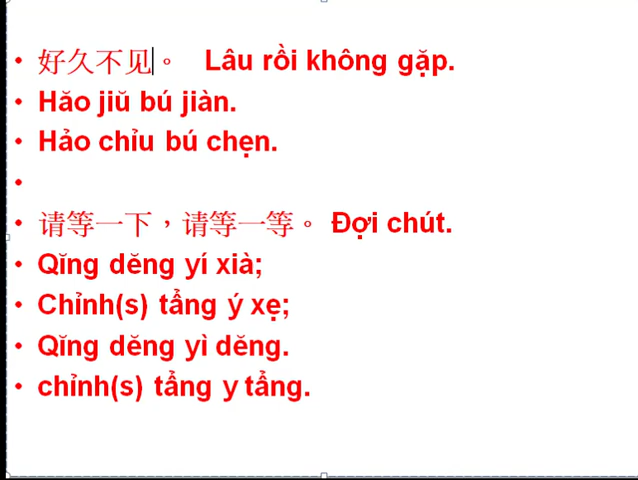 • 好久不见。 Lâu rồi không gặp.
• Hăo jiŭ bú jiàn.
• Hảo chỉu bú chẹn.
•
• 请等一下，请等一等。 Đợi chút.
• Qĭng dĕng yí xià;
• Chỉnh(s) tẩng ý xẹ;
• Qĭng dĕng yì dĕng.
• chỉnh(s) tẩng y tẩng.